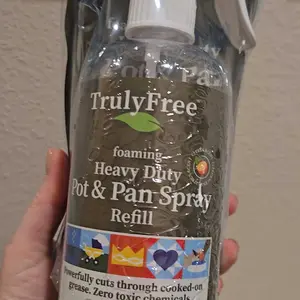 TrulyFree
foaming
Heavy Duty
Pot & Pan Spray
Refill
Powerfully cuts through cooked-on
grease. Zero toxic chemicals